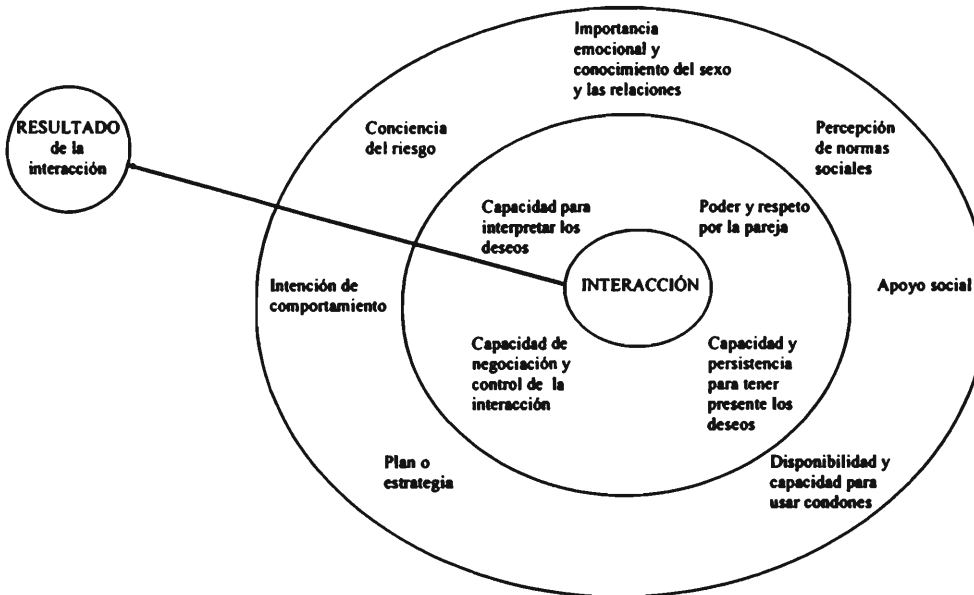 Importancia
emocional y
conocimiento del sexo
y las relaciones
RESULTADO
de la
interacción
Conciencia
del riesgo
Percepción
de normas
sociales
Capacidad para
interpretar los
deseos
Poder y respeto
por la pareja
Intención de
comportamiento
INTERACCIÓN
Apoyo social
Capacidad de
negociación y
control de la
interacción
Capacidad y
persistencia
para tener
presente los
deseos
Plan o
estrategia
Disponibilidad y
capacidad para
usar condones